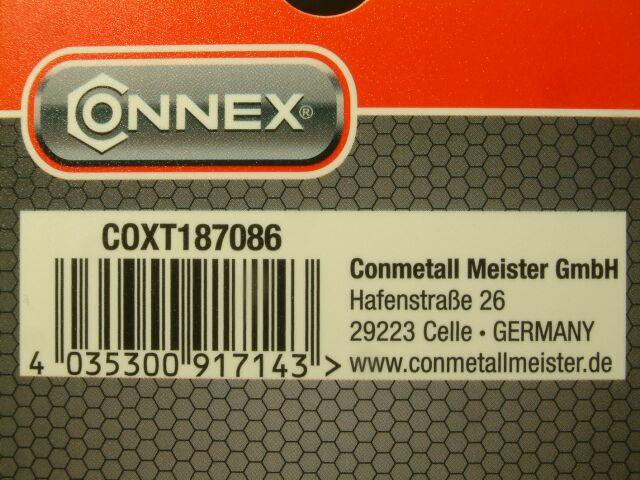 CONNEX®
COXT187086
4 035300 917143 >
Conmetall Meister GmbH
Hafenstraße 26
29223 Celle • GERMANY
www.conmetallmeister.de